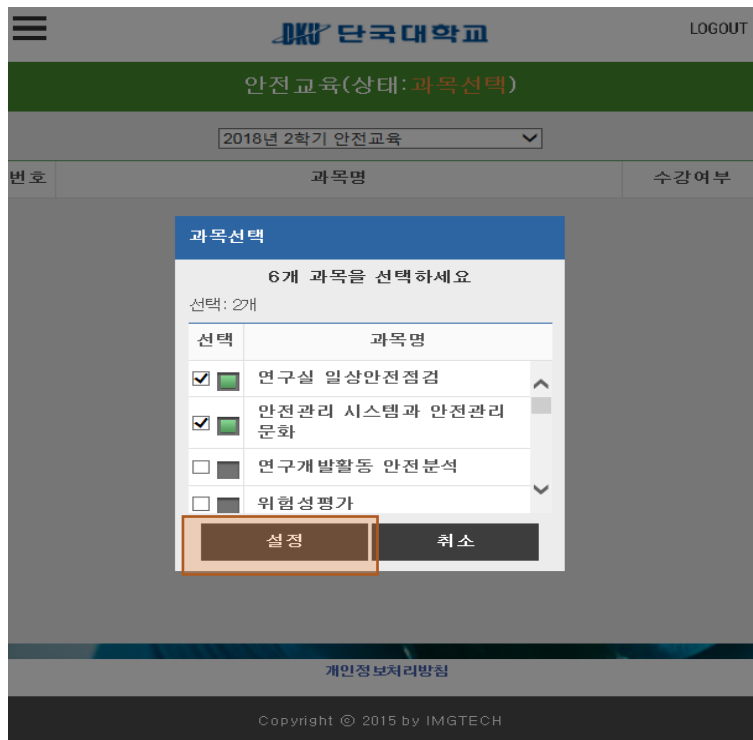 DKU 단국대학교
LOGOUT
안전교육(상태:과목선택)
2018년 2학기 안전교육
번호 과목명 수강여부
과목선택
6개 과목을 선택하세요
선택: 2개
선택 과목명
연구실 일상안전점검
안전관리 시스템과 안전관리
문화
연구개발활동 안전분석
위험성평가
설정 취소
개인정보처리방침
Copyright ⓒ 2015 by IMGTECH